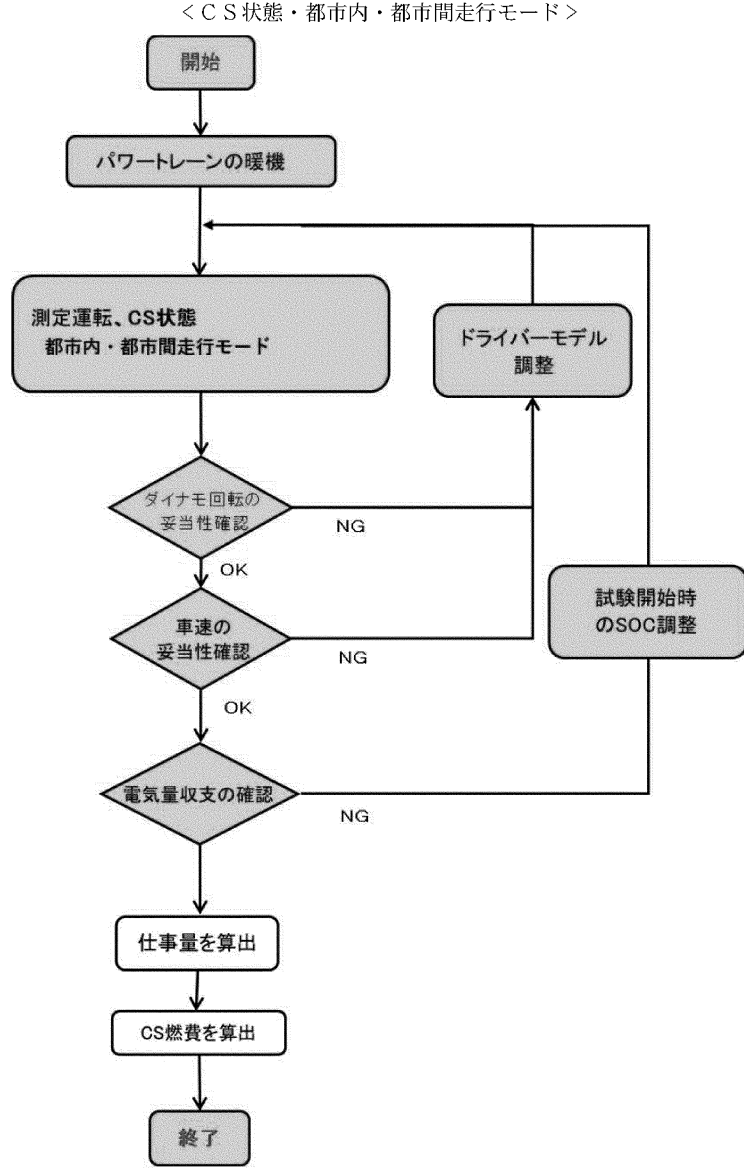 ＜ＣＳ状態・都市内・都市間走行モード＞
開始
パワートレーンの暖機
測定運転、CS状態
都市内・都市間走行モード
ドライバーモデル
調整
ダイナモ回転の
妥当性確認
NG
OK
試験開始時
のSOC調整
車速の
妥当性確認
NG
OK
電気量収支の確認
NG
仕事量を算出
CS燃費を算出
終了